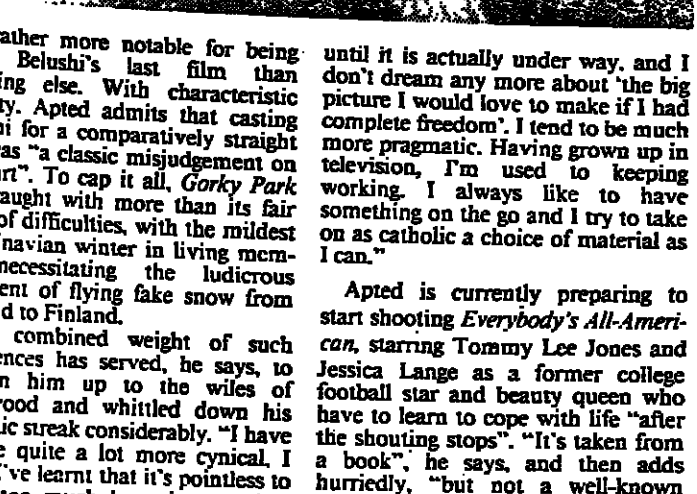 ather more notable for being
Belushi's last film than
ing else. With characteristic
ty. Apted admits that casting
hi for a comparatively straight
as "a classic misjudgement on
art". To cap it all, Gorky Park
aught with more than its fair
of difficulties, with the mildest
navian winter in living mem-
necessitating the ludicrous
ent of flying fake snow from
d to Finland.
combined weight of such
ences has served, he says, to
n him up to the wiles of
ood and whittled down his
ic streak considerably. "I have
e quite a lot more cynical. I
've learnt that it's pointless to
until it is actually under way, and I
don't dream any more about 'the big
picture I would love to make if I had
complete freedom'. I tend to be much
more pragmatic. Having grown up in
television, I'm used to keeping
working. I always like to have
something on the go and I try to take
on as catholic a choice of material as
I can."
Apted is currently preparing to
start shooting Everybody's All-Ameri-
can, starring Tommy Lee Jones and
Jessica Lange as a former college
football star and beauty queen who
have to learn to cope with life "after
the shouting stops". "It's taken from
a book", he says, and then adds
hurriedly, "but not a well-known